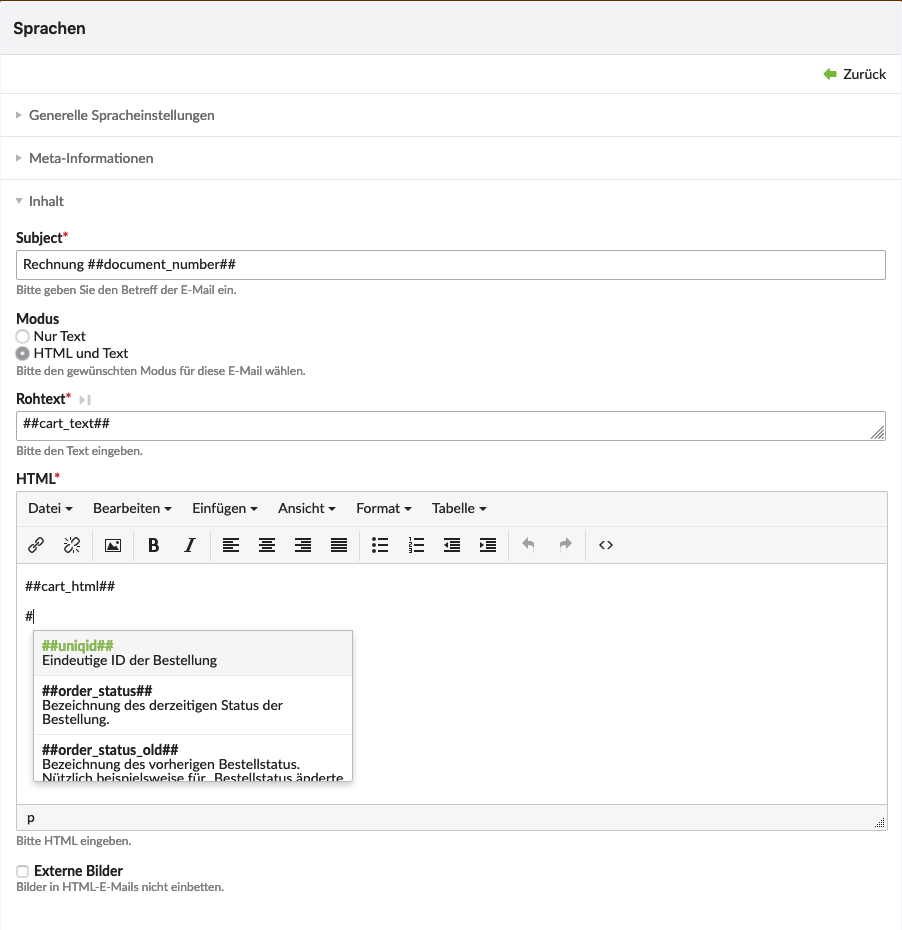 Sprachen
Zurück
Generelle Spracheinstellungen
Meta-Informationen
Inhalt
Subject*
Rechnung ##document_number##
Bitte geben Sie den Betreff der E-Mail ein.
Modus
Nur Text
HTML und Text
Bitte den gewünschten Modus für diese E-Mail wählen.
Rohtext*
##cart_text##
Bitte den Text eingeben.
HTML*
Datei Bearbeiten Einfügen Ansicht Format Tabelle
B I
##cart_html##
#
##uniqid##
Eindeutige ID der Bestellung
##order_status##
Bezeichnung des derzeitigen Status der
Bestellung.
##order_status_old##
Bezeichnung des vorherigen Bestellstatus.
Nützlich beispielsweise für „Bestellstatus änderte
p
Bitte HTML eingeben.
Externe Bilder
Bilder in HTML-E-Mails nicht einbetten.